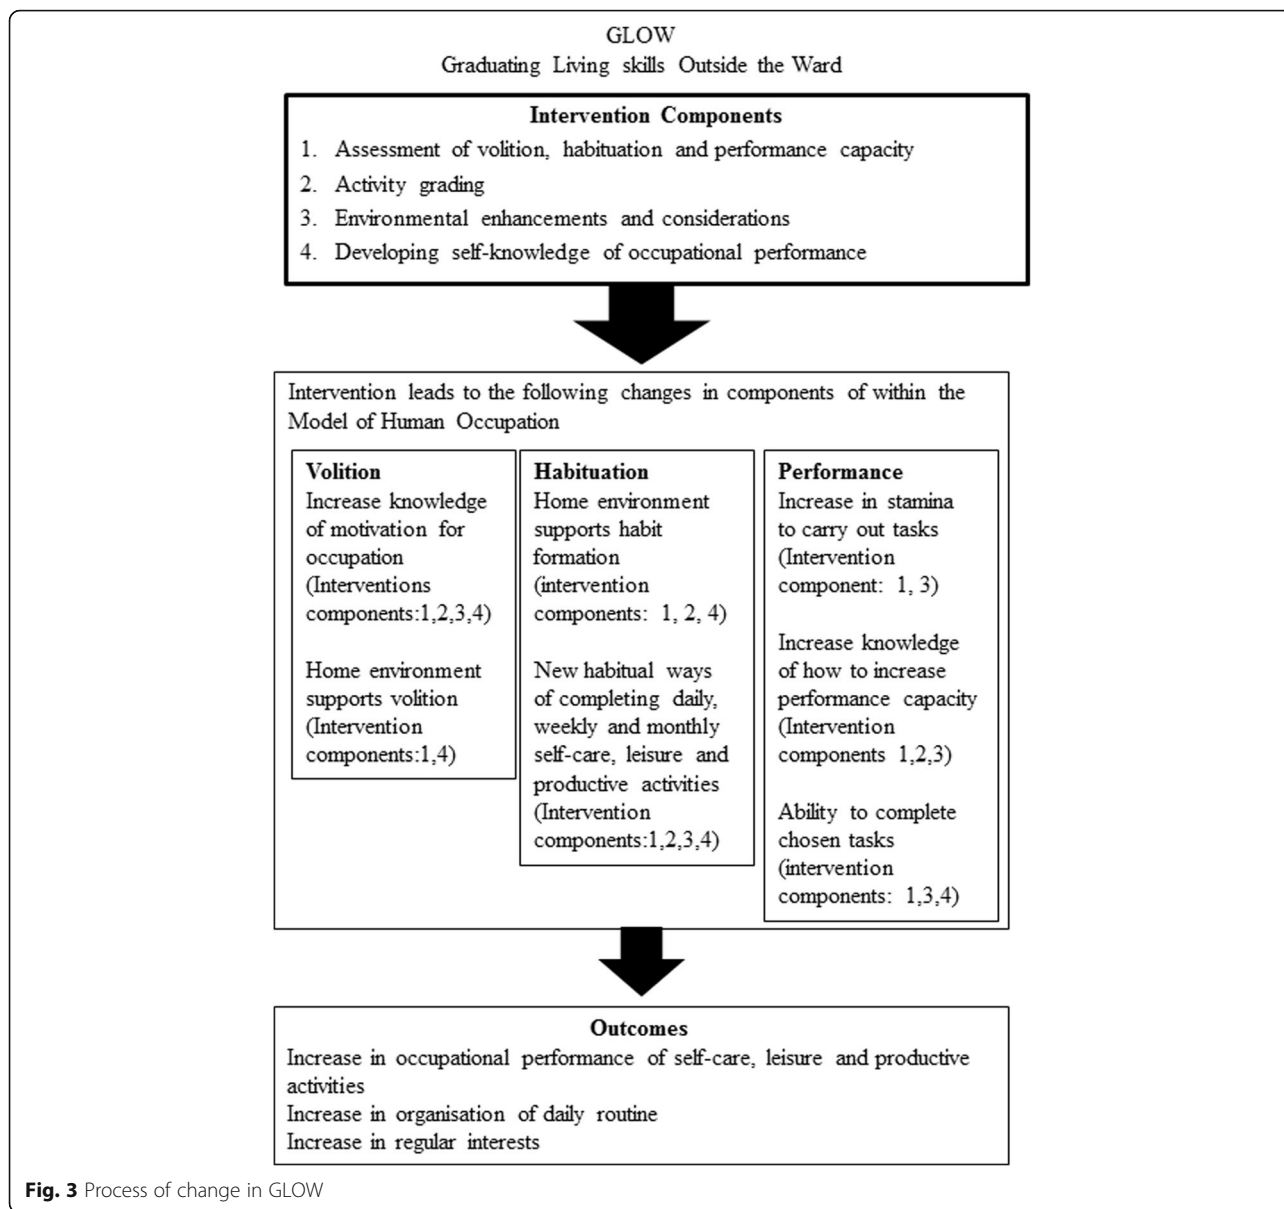 GLOW
Graduating Living skills Outside the Ward
Intervention Components
1. Assessment of volition, habituation and performance capacity
2. Activity grading
3. Environmental enhancements and considerations
4. Developing self-knowledge of occupational performance
Intervention leads to the following changes in components of within the
Model of Human Occupation
Volition
Increase knowledge
of motivation for
occupation
(Interventions
components:1,2,3,4)
Home environment
supports volition
(Intervention
components:1,4)
Habituation
Home environment
supports habit
formation
(intervention
components: 1, 2, 4)
New habitual ways
of completing daily,
weekly and monthly
self-care, leisure and
productive activities
(Intervention
components:1,2,3,4)
Performance
Increase in stamina
to carry out tasks
(Intervention
component: 1, 3)
Increase knowledge
of how to increase
performance capacity
(Intervention
components 1,2,3)
Ability to complete
chosen tasks
(intervention
components: 1,3,4)
Outcomes
Increase in occupational performance of self-care, leisure and productive
activities
Increase in organisation of daily routine
Increase in regular interests
Fig. 3 Process of change in GLOW